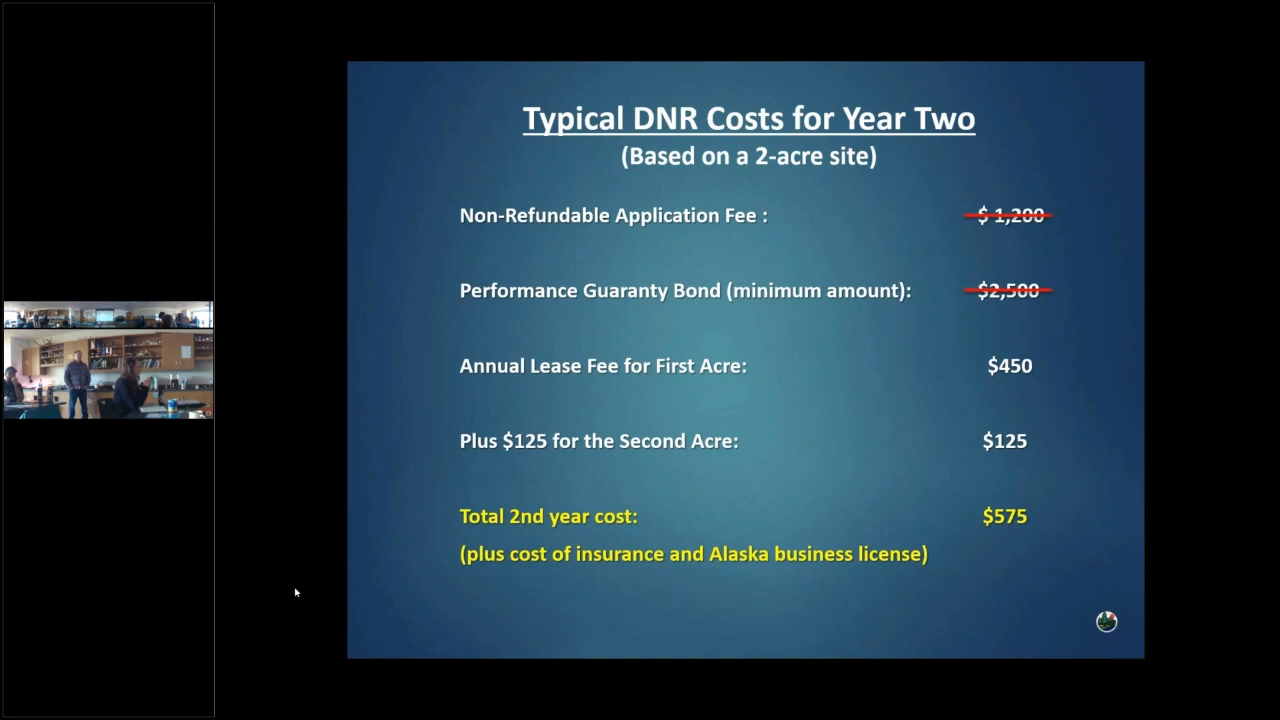 Typical DNR Costs for Year Two
(Based on a 2-acre site)
Non-Refundable Application Fee : $ 1,200
Performance Guaranty Bond (minimum amount): $2,500
Annual Lease Fee for First Acre: $450
Plus $125 for the Second Acre: $125
Total 2nd year cost: $575
(plus cost of insurance and Alaska business license)